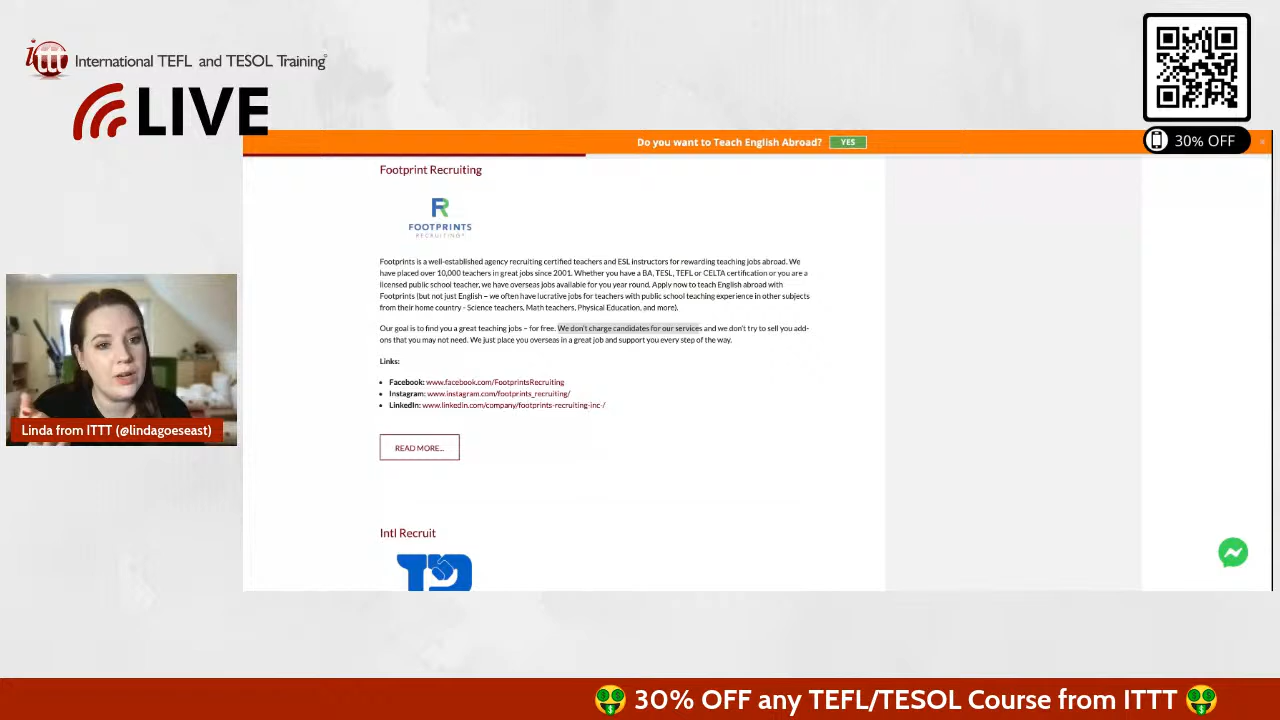 ittt International TEFL and TESOL Training
LIVE
30% OFF
Do you want to Teach English Abroad? YES
Footprint Recruiting
FR
FOOTPRINTS
RECRUITING
Footprints is a well-established agency recruiting certified teachers and ESL instructors for rewarding teaching jobs abroad. We
have placed over 10,000 teachers in great jobs since 2001. Whether you have a BA, TESL, TEFL or CELTA certification or you are a
licensed public school teacher, we have overseas jobs available for you year round. Apply now to teach English abroad with
Footprints (but not just English – we often have lucrative jobs for teachers with public school teaching experience in other subjects
from their home country - Science teachers, Math teachers, Physical Education, and more).
Our goal is to find you a great teaching jobs – for free. We don't charge candidates for our services and we don't try to sell you add-
ons that you may not need. We just place you overseas in a great job and support you every step of the way.
Links:
Facebook: www.facebook.com/FootprintsRecruiting
Instagram: www.instagram.com/footprints_recruiting/
LinkedIn: www.linkedin.com/company/footprints-recruiting-inc-/
READ MORE...
Intl Recruit
Linda from ITTT (@lindagoeseast)
30% OFF any TEFL/TESOL Course from ITTT